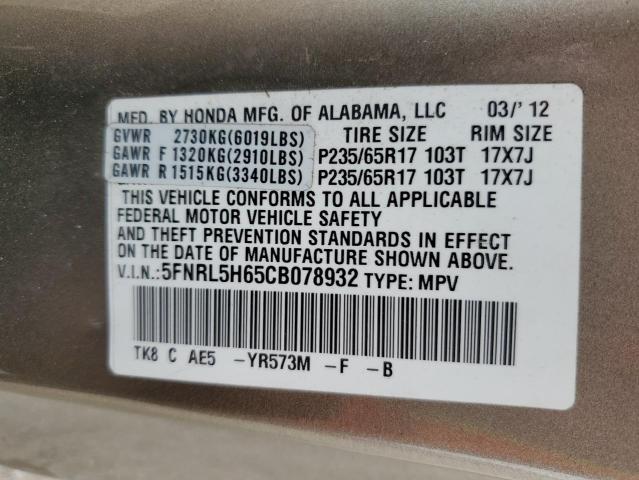 MFD. BY HONDA MFG. OF ALABAMA, LLC 03/'12
GVWR 2730KG(6019LBS) TIRE SIZE RIM SIZE
GAWR F 1320KG(2910LBS) P235/65R17 103T 17X7J
GAWR R 1515KG(3340LBS) P235/65R17 103T 17X7J
THIS VEHICLE CONFORMS TO ALL APPLICABLE
FEDERAL MOTOR VEHICLE SAFETY
AND THEFT PREVENTION STANDARDS IN EFFECT
ON THE DATE OF MANUFACTURE SHOWN ABOVE.
V.I.N.:5FNRL5H65CB078932 TYPE: MPV
TK8 C AE5 -YR573M -F -B